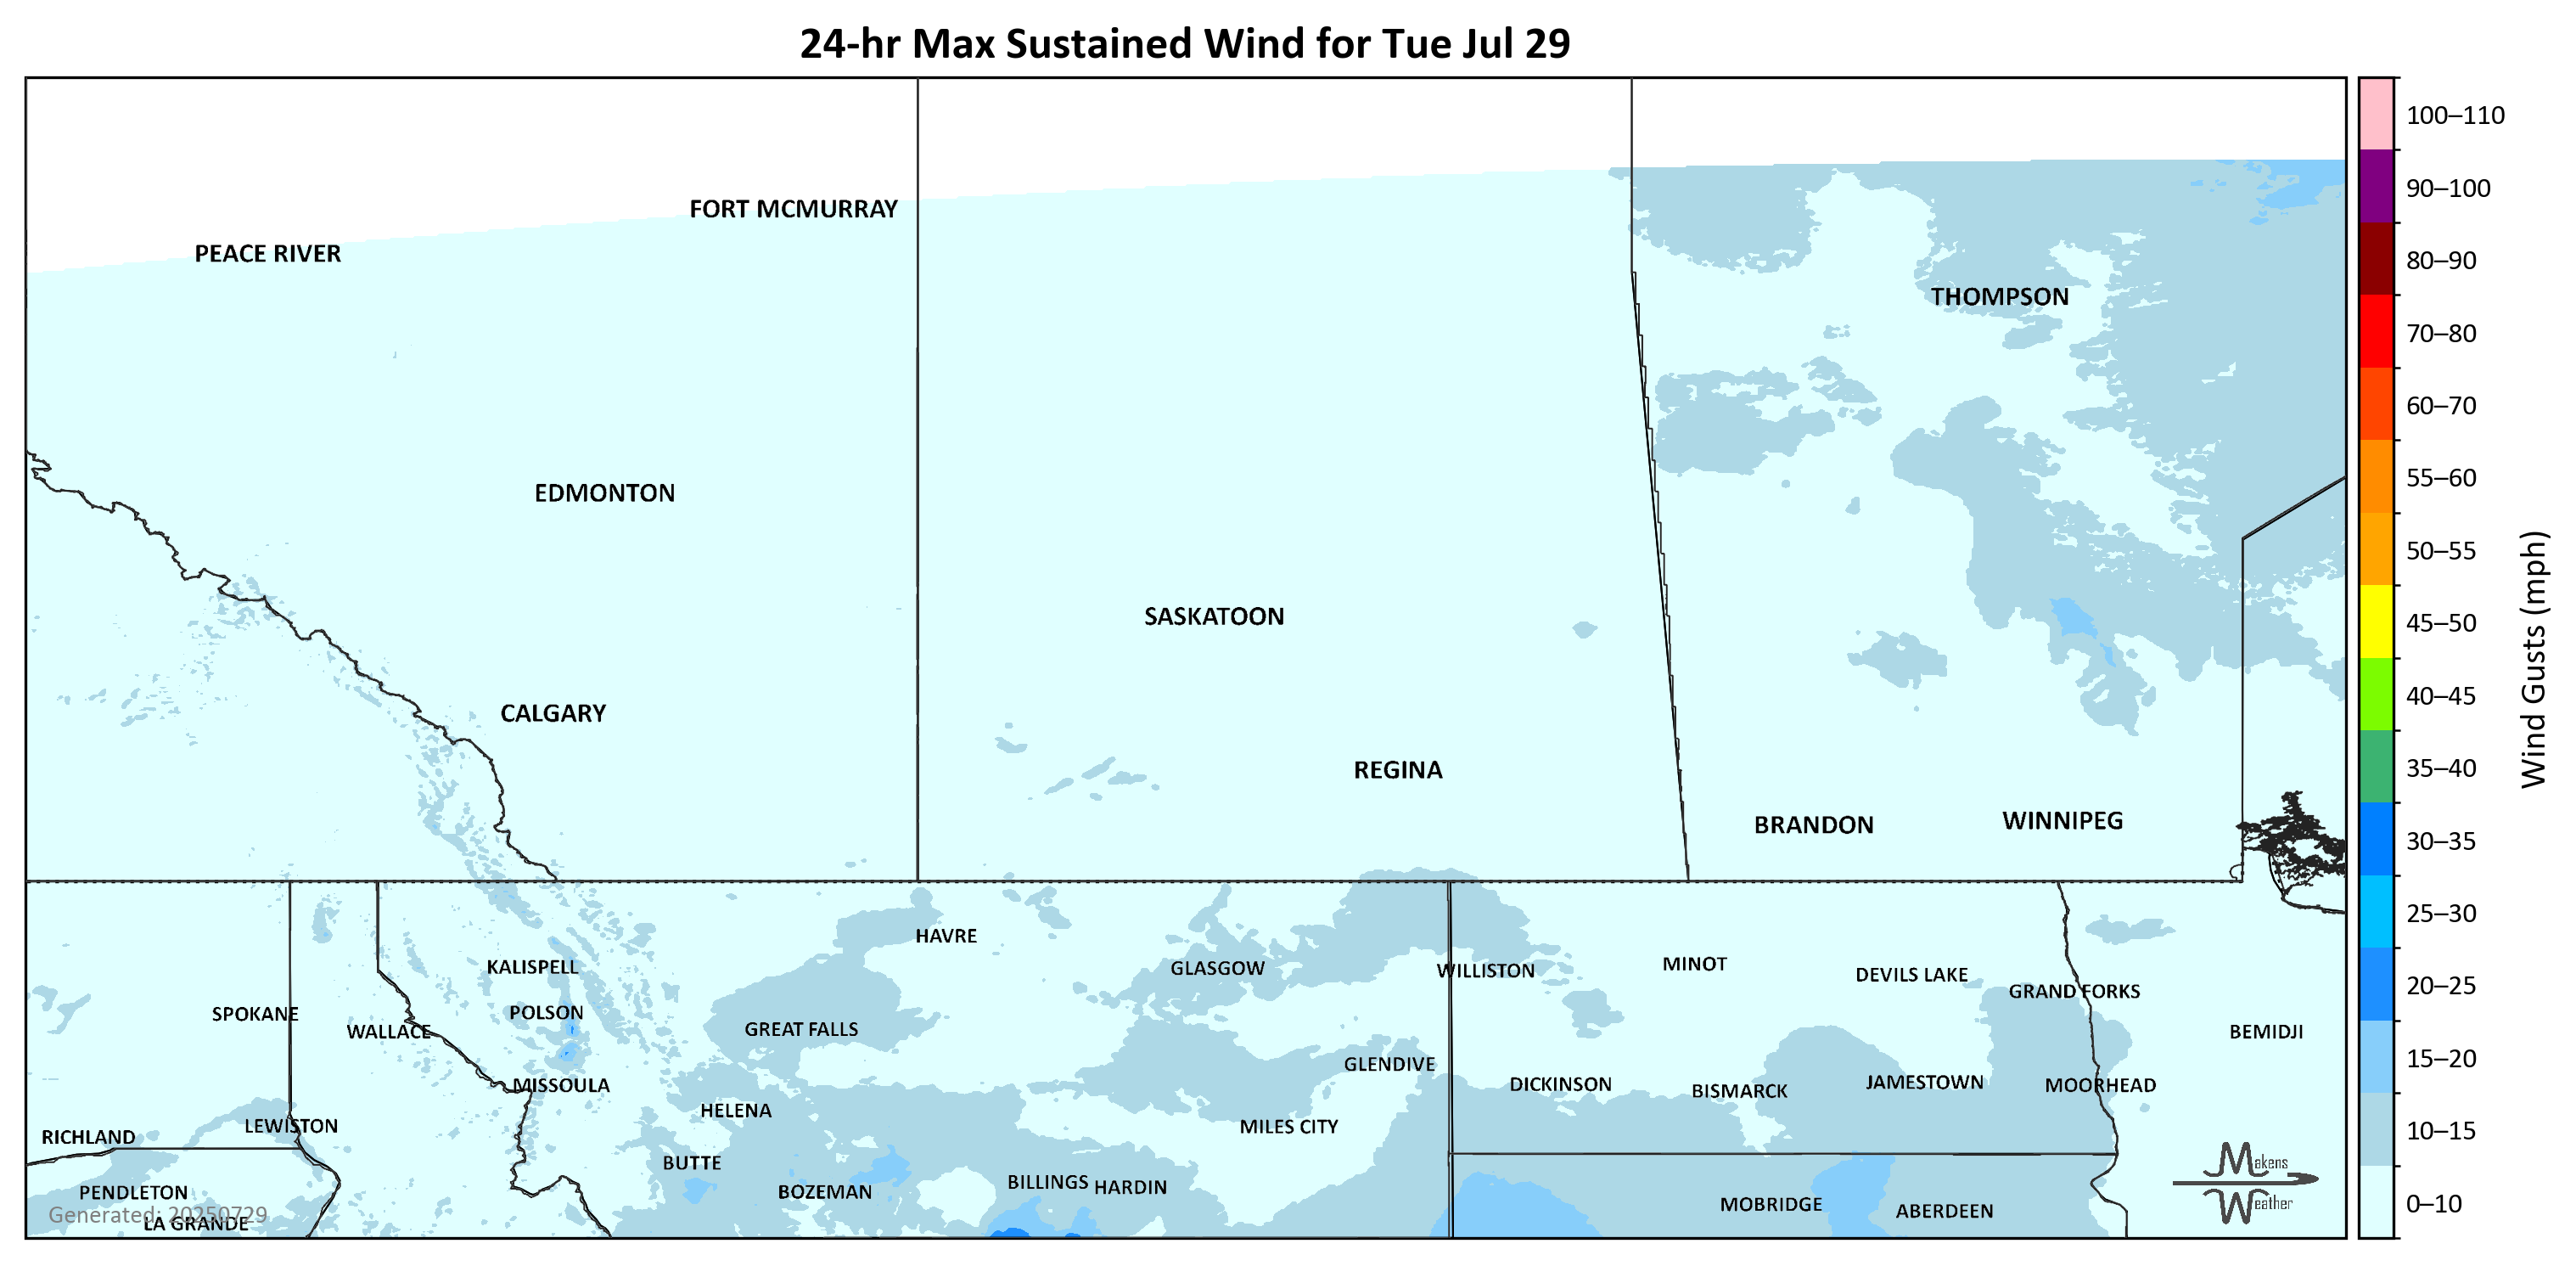 24-hr Max Sustained Wind for Tue Jul 29
100–110
90–100
FORT MCMURRAY
PEACE RIVER
80–90
THOMPSON
70–80
60–70
EDMONTON
55–60
50–55
SASKATOON
45–50
Wind Gusts (mph)
CALGARY
40–45
REGINA
35–40
BRANDON
WINNIPEG
30–35
25–30
HAVRE
KALISPELL
GLASGOW
WILLISTON
MINOT
DEVILS LAKE
GRAND FORKS
20–25
SPOKANE
POLSON
WALLACE
GREAT FALLS
BEMIDJI
15–20
GLENDIVE
MISSOULA
DICKINSON
BISMARCK
JAMESTOWN
MOORHEAD
HELENA
LEWISTON
MILES CITY
10–15
RICHLAND
BUTTE
Makens
Weather
PENDLETON
BOZEMAN
BILLINGS
HARDIN
MOBRIDGE
ABERDEEN
0–10
Generated: 20250729
LA GRANDE